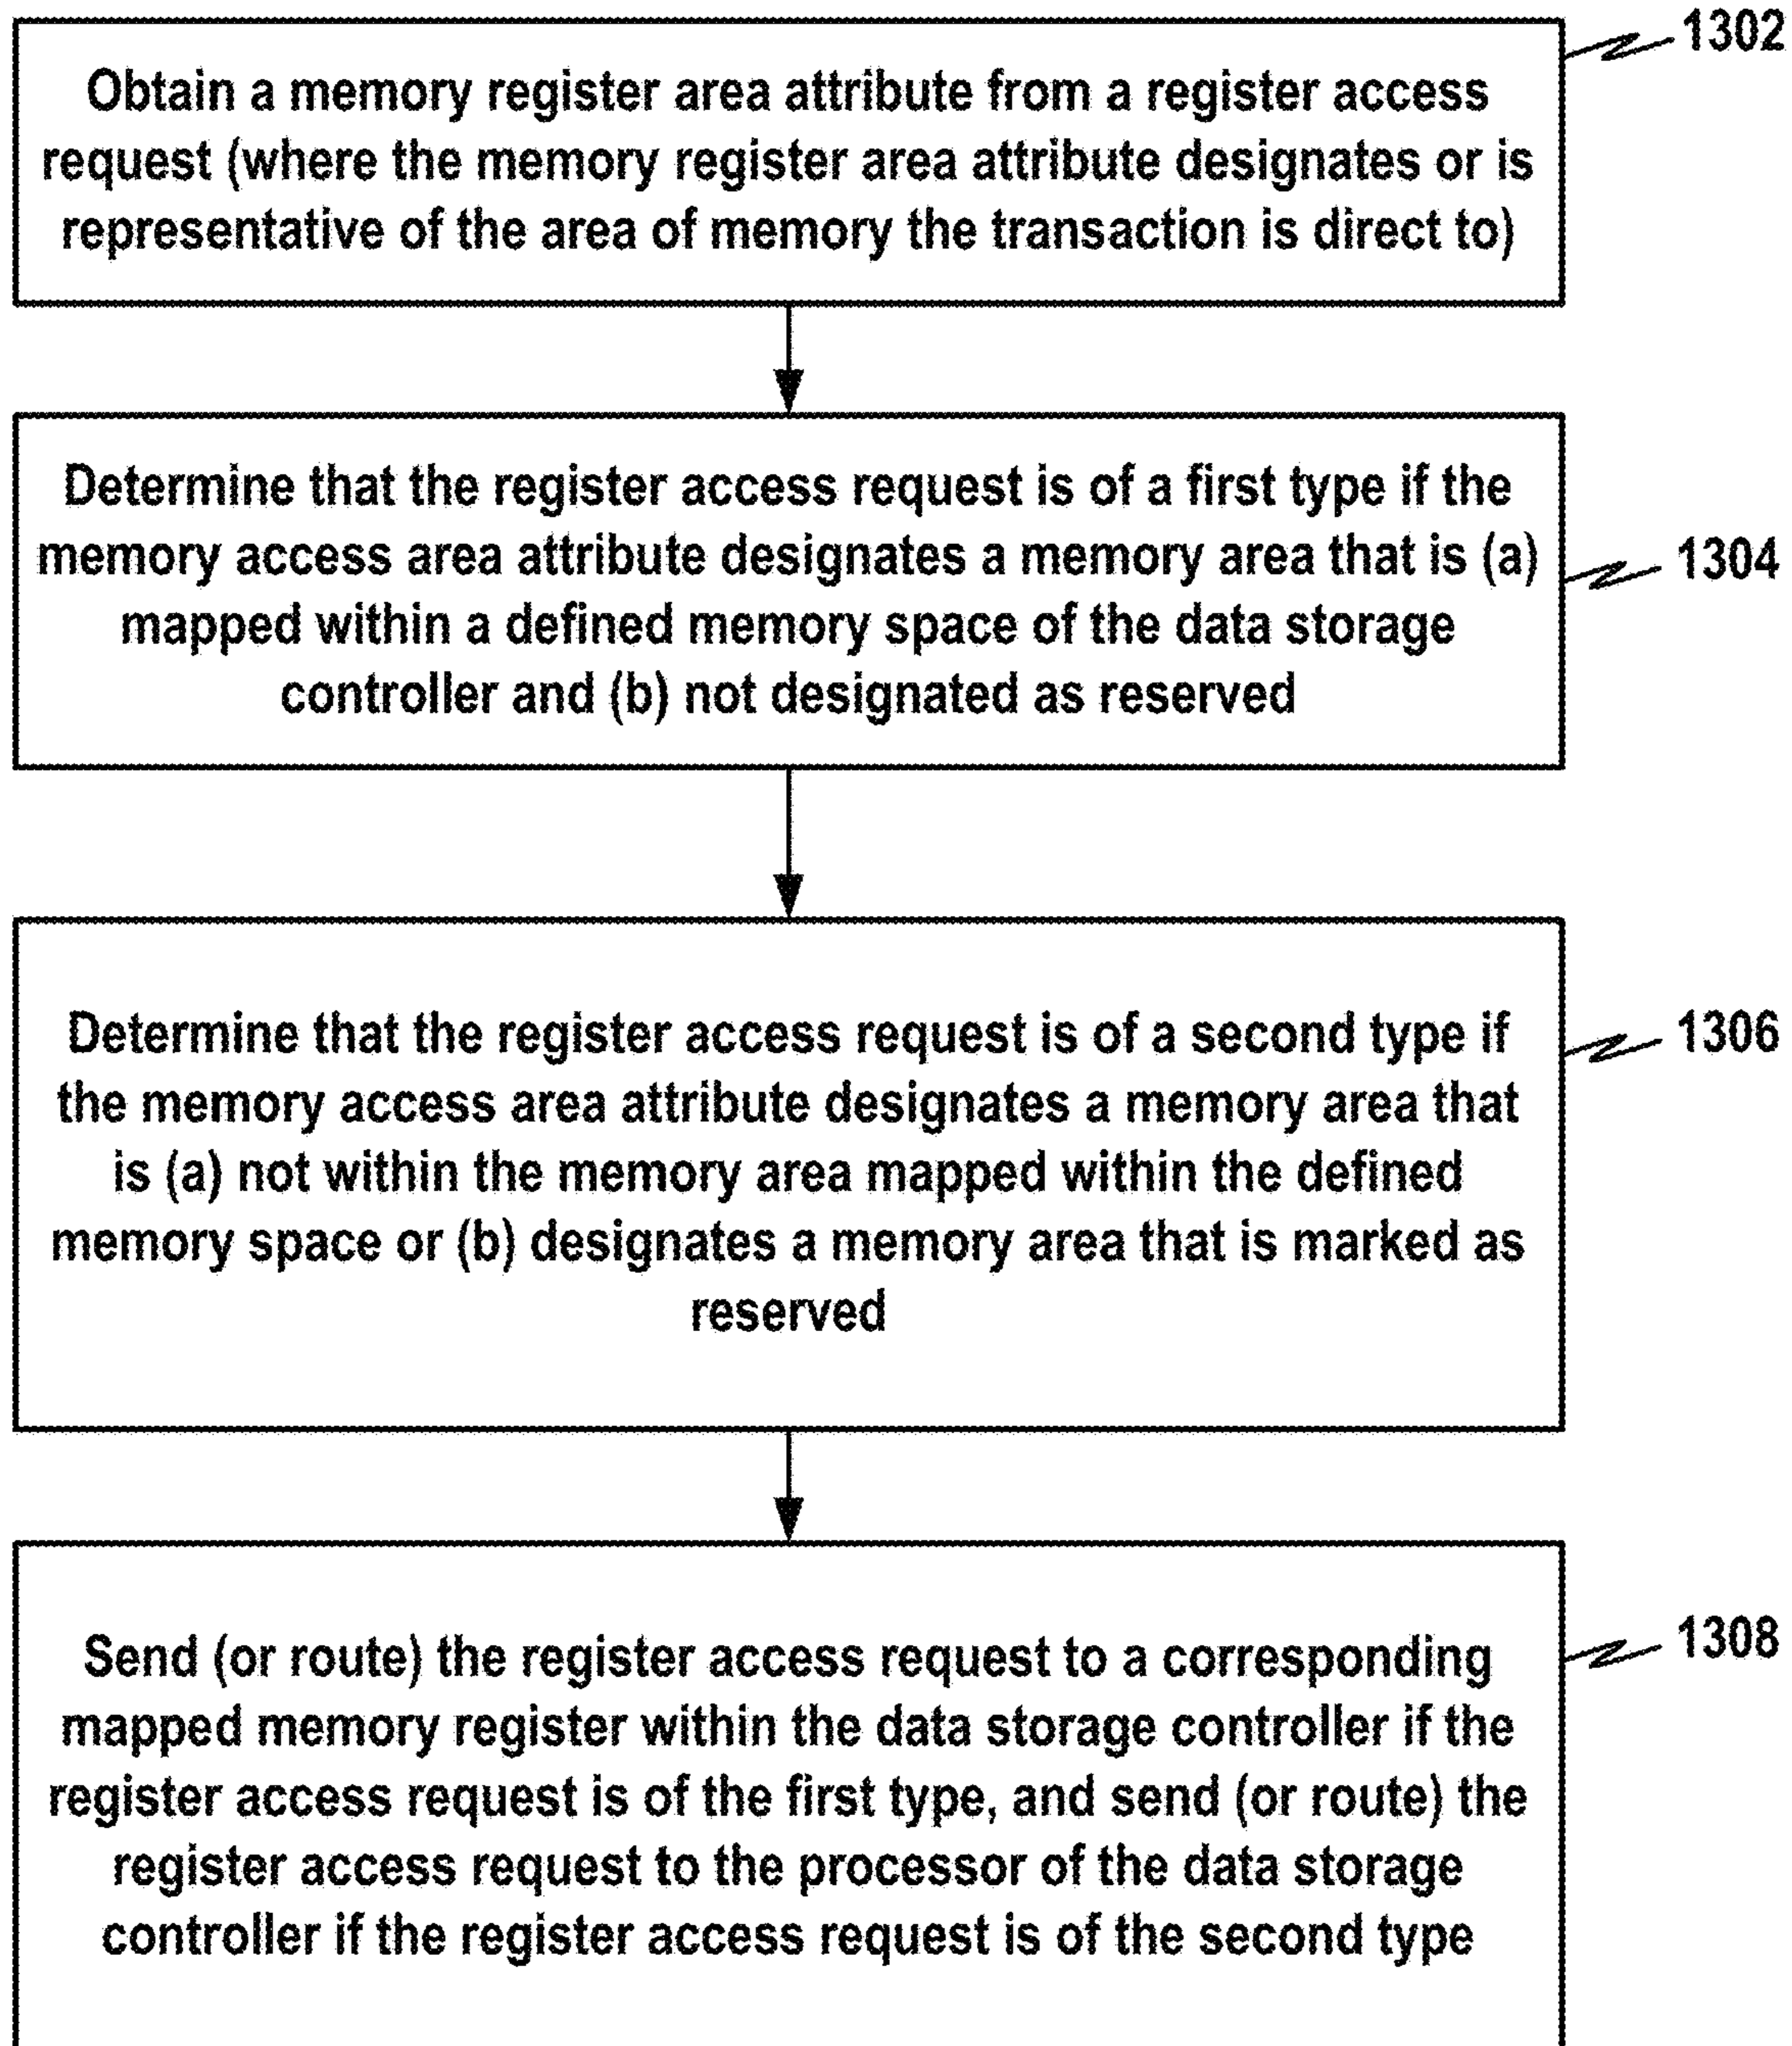 1302
Obtain a memory register area attribute from a register access
request (where the memory register area attribute designates or is
representative of the area of memory the transaction is direct to)
Determine that the register access request is of a first type if the
memory access area attribute designates a memory area that is (a)
mapped within a defined memory space of the data storage
controller and (b) not designated as reserved
1304
Determine that the register access request is of a second type if
the memory access area attribute designates a memory area that
is (a) not within the memory area mapped within the defined
memory space or (b) designates a memory area that is marked as
reserved
1306
Send (or route) the register access request to a corresponding
mapped memory register within the data storage controller if the
register access request is of the first type, and send (or route) the
register access request to the processor of the data storage
controller if the register access request is of the second type
1308